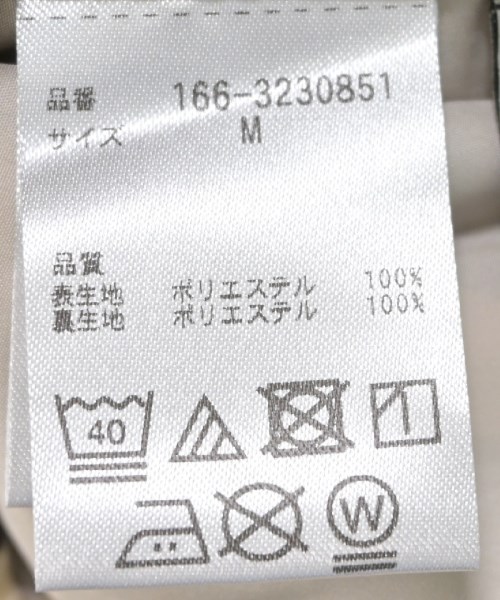 品番 166-3230851
サイズ M
品質
表生地 ポリエステル 100%
裏生地 ポリエステル 100%
40
W